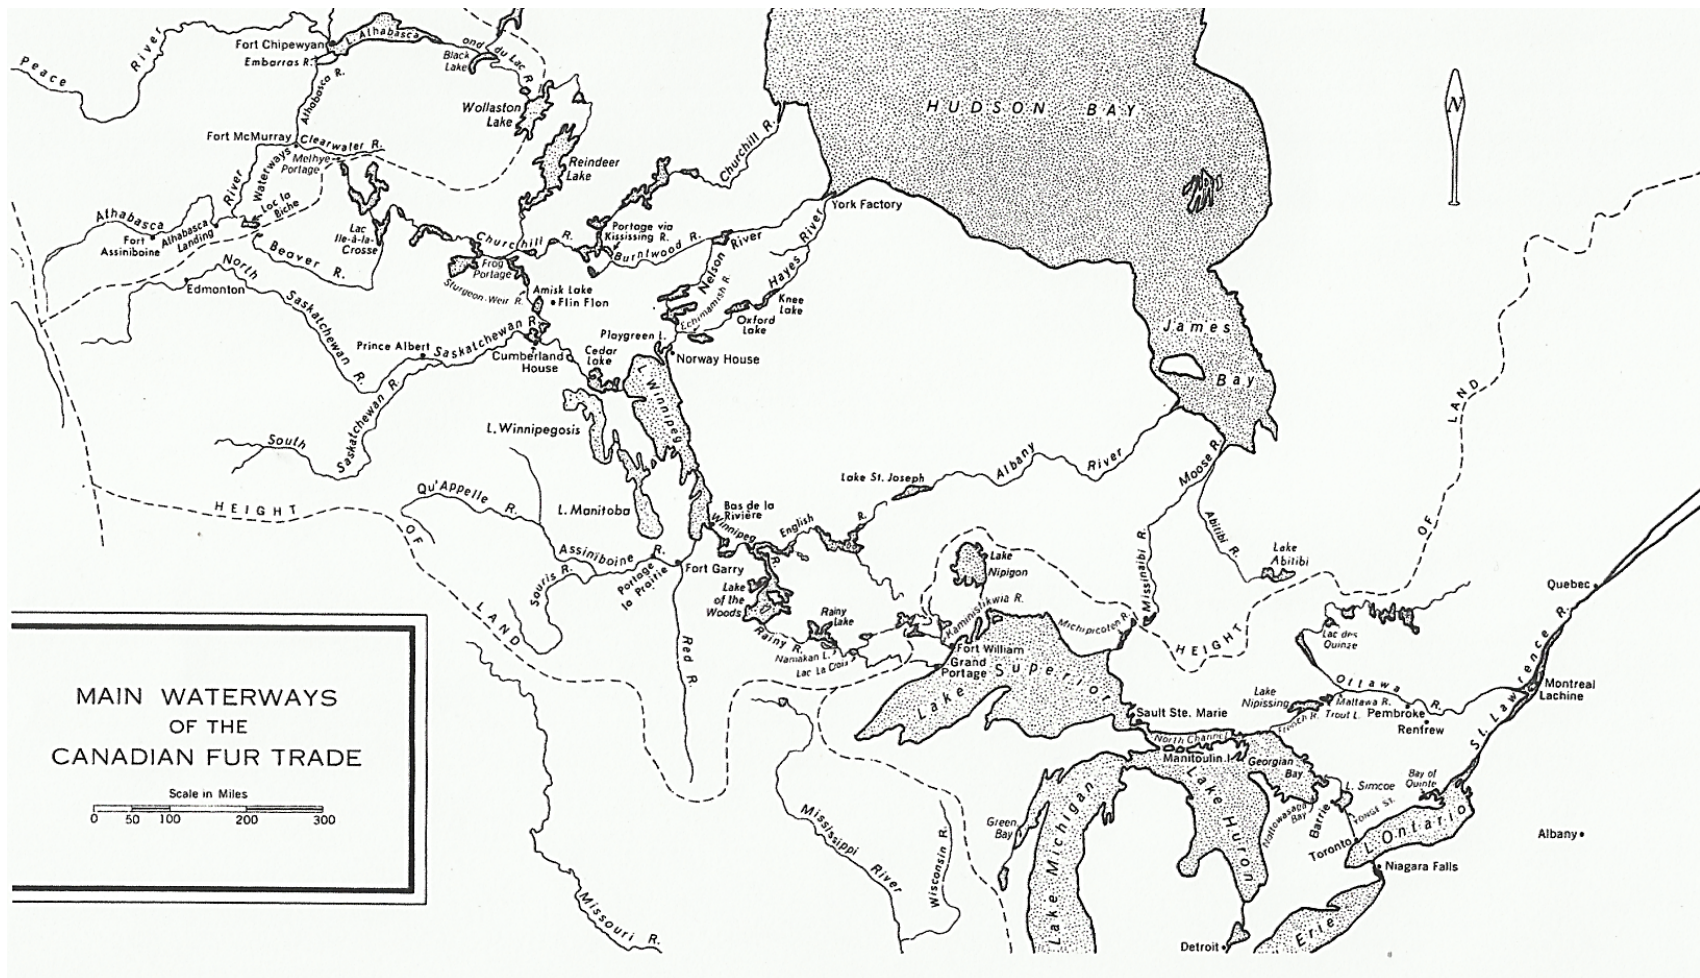 Peace River
Fort Chipewyan
L. Athabasca
Embarras R.
Athabasca R.
Black Lake
ond du Lac R.
Wollaston Lake
Reindeer Lake
Fort McMurray
Clearwater R.
Methye Portage
Waterways
River
Athabasca
Fort Assiniboine
Athabasca Landing
Lac la Biche
Beaver R.
Lac Ile-à-la-Crosse
Churchill R.
Churchill R.
Frog Portage
Sturgeon-Weir R.
Portage via Kississing R.
Burntwood R.
Nelson River
Hayes River
York Factory
HUDSON BAY
N
North Saskatchewan R.
Edmonton
Amisk Lake
Flin Flon
Echimamish R.
Knee Lake
Oxford Lake
Playgreen L.
Norway House
Prince Albert
Saskatchewan R.
Cumberland House
Cedar Lake
L. Winnipeg
L. Winnipegosis
South Saskatchewan R.
James Bay
Qu'Appelle R.
L. Manitoba
Bas de la Rivière
Winnipeg R.
English R.
Lake St. Joseph
Albany River
Moose R.
Abitibi R.
Lake Abitibi
Missinaibi R.
HEIGHT OF LAND
Assiniboine R.
Souris R.
Portage la Prairie
Fort Garry
Red R.
Lake of the Woods
Rainy Lake
Rainy R.
Namakan L.
Lac La Croix
Lake Nipigon
Kaministikwia R.
Michipicoten R.
Fort William
Grand Portage
Lake Superior
HEIGHT OF LAND
Quebec
Lac des Quinze
Ottawa R.
St. Lawrence R.
Montreal
Lachine
Lake Nipissing
Mattawa R.
Trout L.
French R.
Pembroke
Renfrew
Sault Ste. Marie
North Channel
Manitoulin I.
Georgian Bay
L. Simcoe
Bay of Quinte
Nottawasaga Bay
Barrie
YONGE ST.
Toronto
L. Ontario
Niagara Falls
Albany
Lake Huron
Lake Michigan
Green Bay
Wisconsin R.
Mississippi River
Missouri R.
Detroit
Erie
MAIN WATERWAYS
OF THE
CANADIAN FUR TRADE
Scale in Miles
0 50 100 200 300